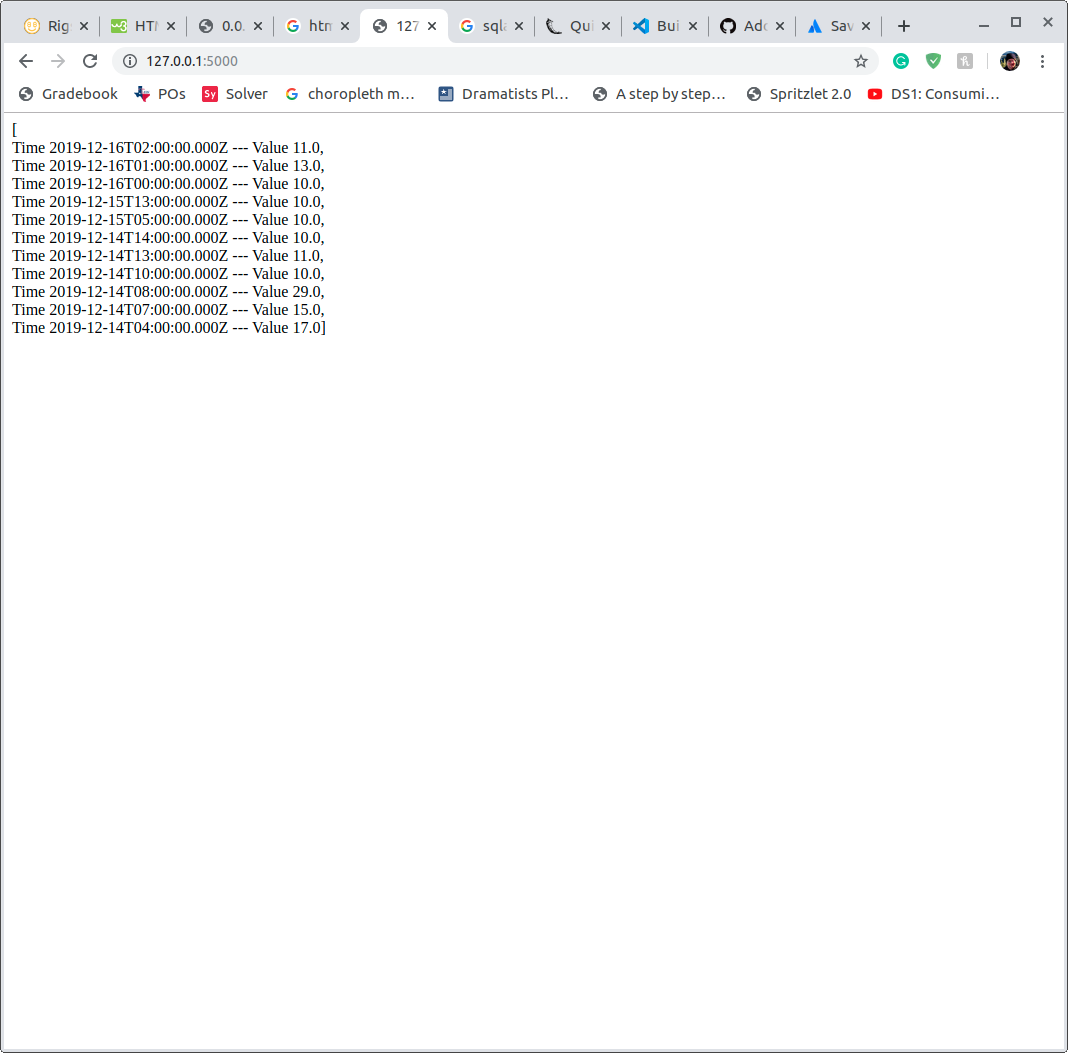 Rig HTM 0.0. htm 127 sqla Qui Bui Adc Sav
127.0.0.1:5000
Gradebook POs Sy Solver choropleth m... Dramatists Pl... A step by step... Spritzlet 2.0 DS1: Consumi...
[
Time 2019-12-16T02:00:00.000Z --- Value 11.0,
Time 2019-12-16T01:00:00.000Z --- Value 13.0,
Time 2019-12-16T00:00:00.000Z --- Value 10.0,
Time 2019-12-15T13:00:00.000Z --- Value 10.0,
Time 2019-12-15T05:00:00.000Z --- Value 10.0,
Time 2019-12-14T14:00:00.000Z --- Value 10.0,
Time 2019-12-14T13:00:00.000Z --- Value 11.0,
Time 2019-12-14T10:00:00.000Z --- Value 10.0,
Time 2019-12-14T08:00:00.000Z --- Value 29.0,
Time 2019-12-14T07:00:00.000Z --- Value 15.0,
Time 2019-12-14T04:00:00.000Z --- Value 17.0]